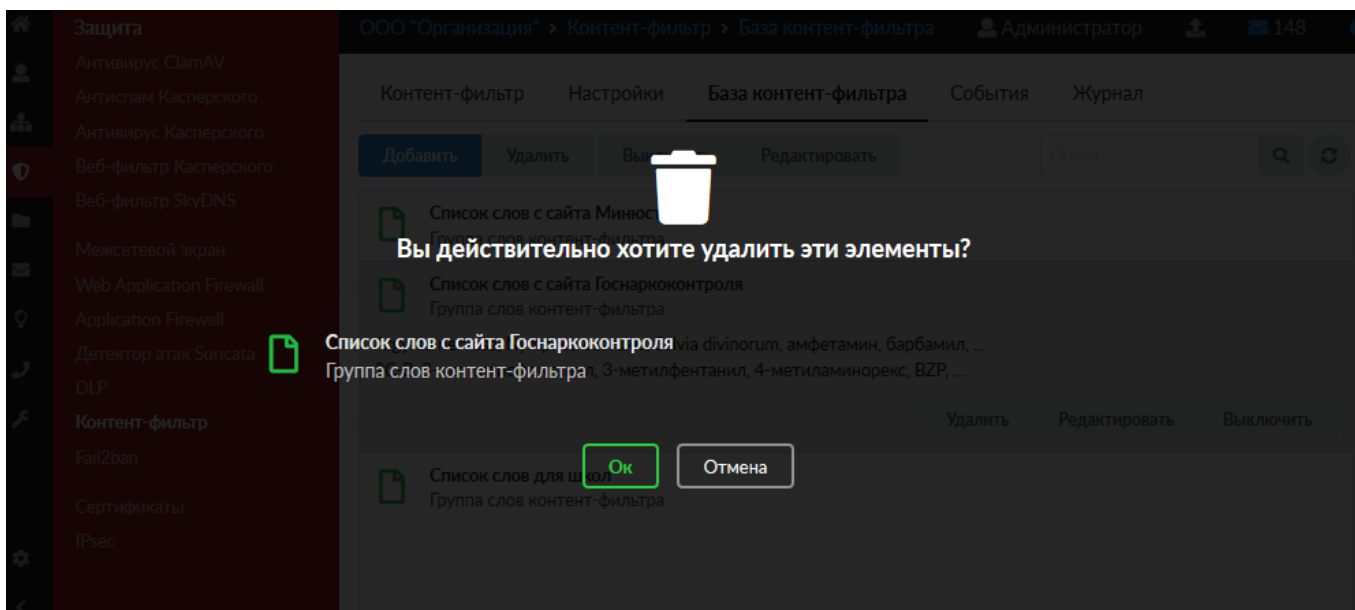 Защита
Антивирус ClamAV
Антиспам Касперского
Антивирус Касперского
Веб-фильтр Касперского
Веб-фильтр SkyDNS
Межсетевой экран
Web Application Firewall
Application Firewall
Детектор атак Suricata
DLP
Контент-фильтр
Fail2ban
Сертификаты
IPsec
ООО "Организация" > Контент-фильтр > База контент-фильтра Администратор 148
Контент-фильтр Настройки База контент-фильтра События Журнал
Добавить Удалить Редактировать Поиск...
Список слов с сайта
Группа слов контент-фильтра
Вы действительно хотите удалить эти элементы?
Список слов с сайта Госнаркоконтроля
Группа слов контент-фильтра
divinorum, амфетамин, барбамил, ...
3-метилфентанил, 4-метиламинорекс, BZP, ...
Список слов с сайта Госнаркоконтроля
Группа слов контент-фильтра
Удалить Редактировать Выключить
Ок Отмена
Список слов для школ
Группа слов контент-фильтра